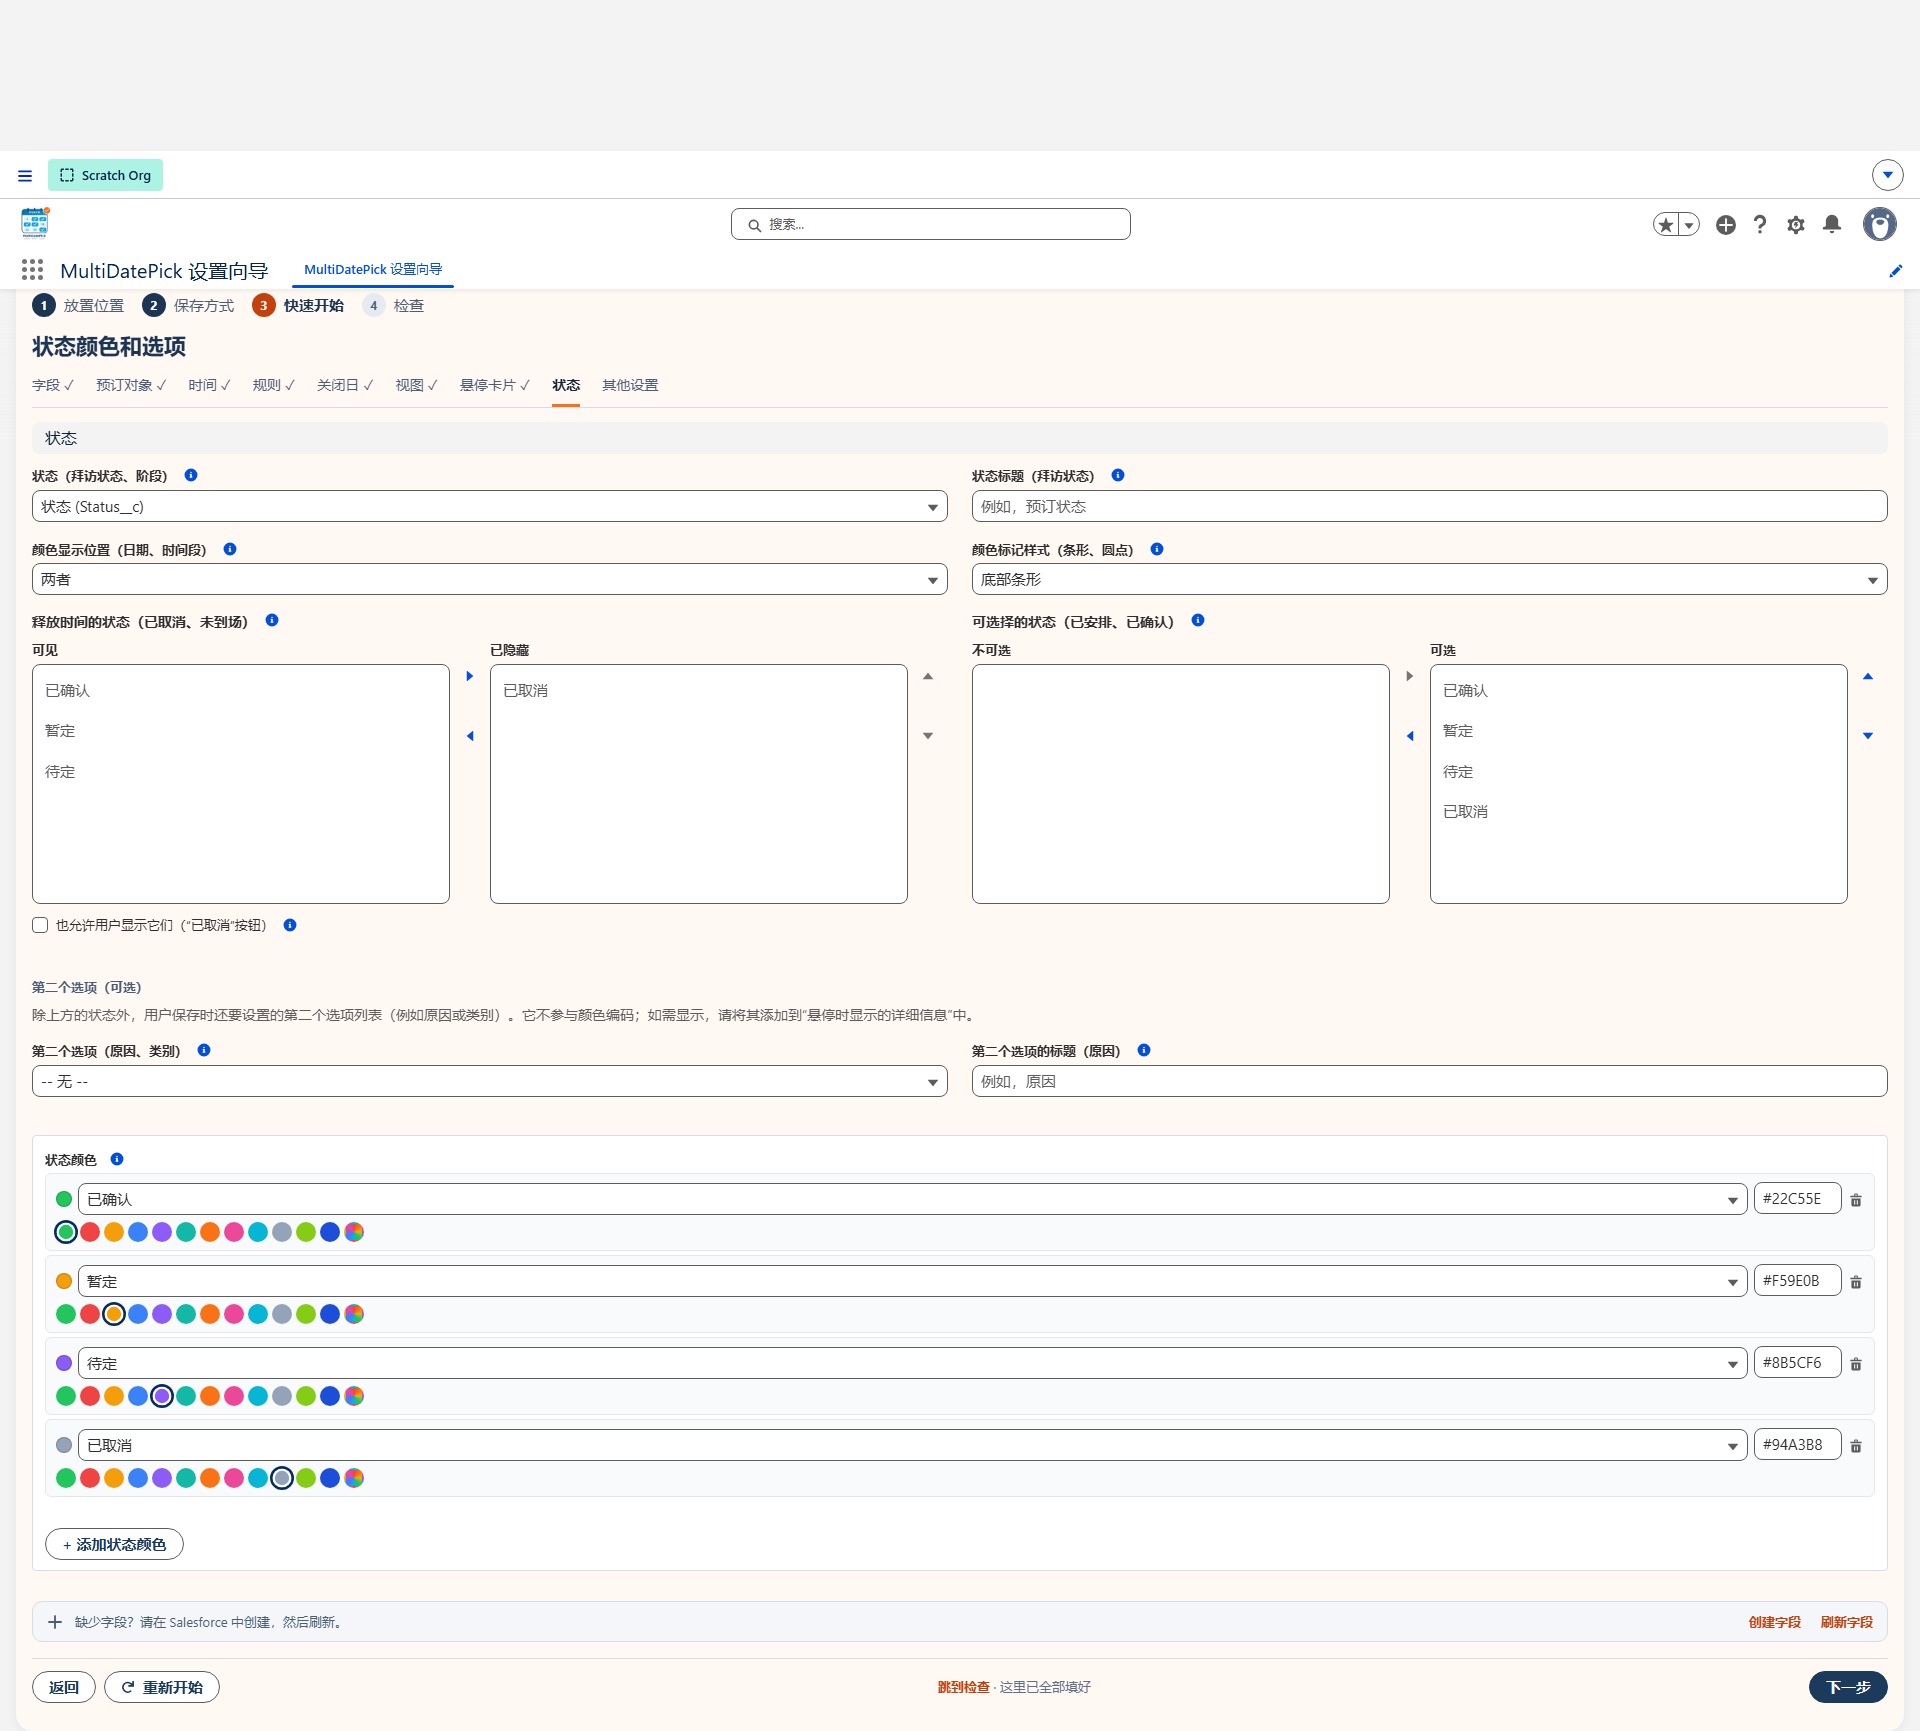 Scratch Org
搜索...
MultiDatePick 设置向导
MultiDatePick 设置向导
1 放置位置 2 保存方式 3 快速开始 4 检查
状态颜色和选项
字段 ✓ 预订对象 ✓ 时间 ✓ 规则 ✓ 关闭日 ✓ 视图 ✓ 悬停卡片 ✓ 状态 其他设置
状态
状态（拜访状态、阶段）
状态标题（拜访状态）
状态 (Status__c)
例如，预订状态
颜色显示位置（日期、时间段）
颜色标记样式（条形、圆点）
两者
底部条形
释放时间的状态（已取消、未到场）
可选择的状态（已安排、已确认）
可见
已隐藏
不可选
可选
已确认
暂定
待定
已取消
已确认
暂定
待定
已取消
也允许用户显示它们（“已取消”按钮）
第二个选项（可选）
除上方的状态外，用户保存时还要设置的第二个选项列表（例如原因或类别）。它不参与颜色编码；如需显示，请将其添加到“悬停时显示的详细信息”中。
第二个选项（原因、类别）
第二个选项的标题（原因）
-- 无 --
例如，原因
状态颜色
已确认
#22C55E
暂定
#F59E0B
待定
#8B5CF6
已取消
#94A3B8
+ 添加状态颜色
缺少字段？请在 Salesforce 中创建，然后刷新。
创建字段 刷新字段
返回 重新开始
跳到检查 · 这里已全部填好
下一步